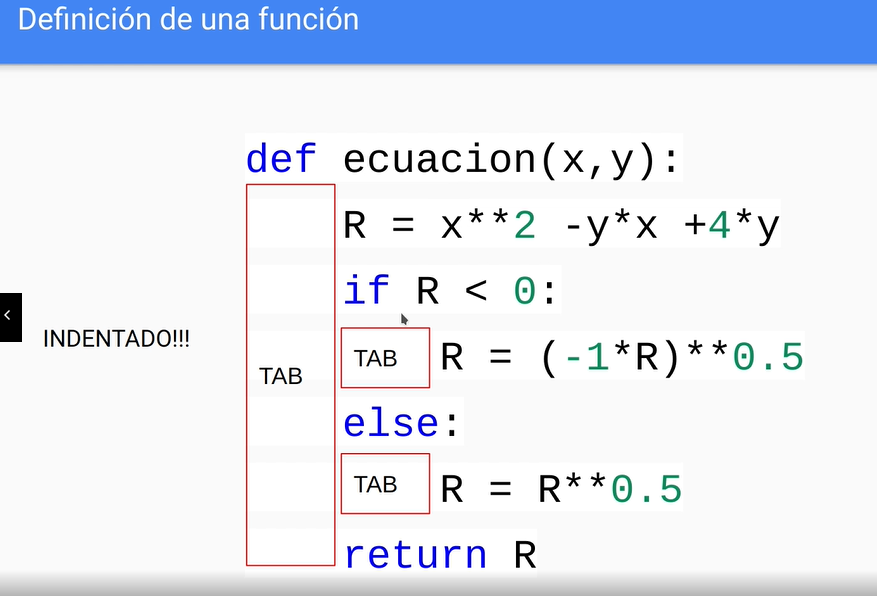 Definición de una función
def ecuacion(x,y):
R = x**2 -y*x +4*y
if R < 0:
INDENTADO!!!
TAB R = (-1*R)**0.5
TAB
else:
TAB R = R**0.5
return R